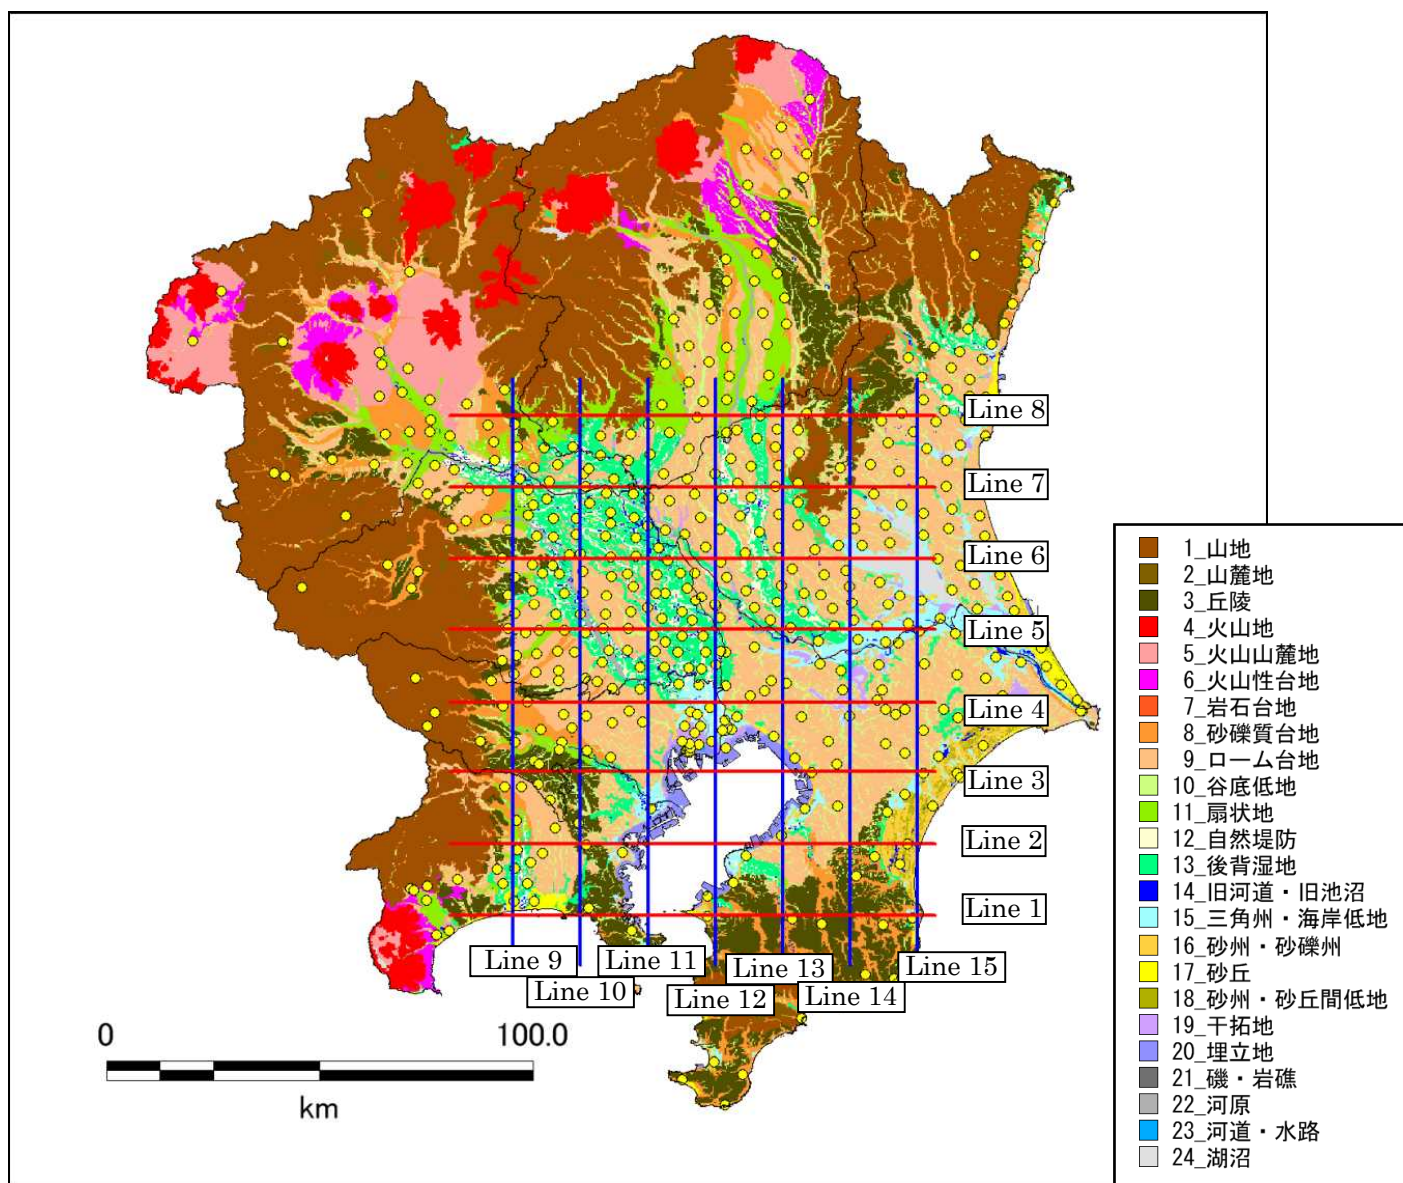 Line 8
Line 7
Line 6
Line 5
Line 4
Line 3
Line 2
Line 1
Line 9
Line 10
Line 11
Line 12
Line 13
Line 14
Line 15
0 100.0
km
1_山地
2_山麓地
3_丘陵
4_火山地
5_火山山麓地
6_火山性台地
7_岩石台地
8_砂礫質台地
9_ローム台地
10_谷底低地
11_扇状地
12_自然堤防
13_後背湿地
14_旧河道・旧池沼
15_三角州・海岸低地
16_砂州・砂礫州
17_砂丘
18_砂州・砂丘間低地
19_干拓地
20_埋立地
21_磯・岩礁
22_河原
23_河道・水路
24_湖沼